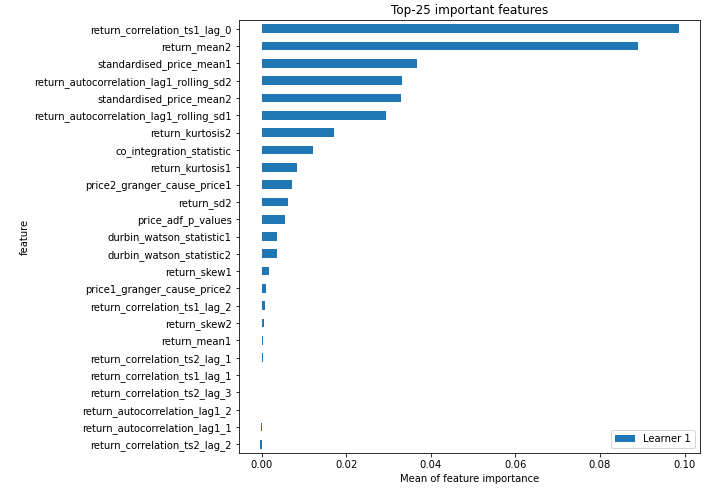 Top-25 important features
return_correlation_ts1_lag_0
return_mean2
standardised_price_mean1
return_autocorrelation_lag1_rolling_sd2
standardised_price_mean2
return_autocorrelation_lag1_rolling_sd1
return_kurtosis2
co_integration_statistic
return_kurtosis1
price2_granger_cause_price1
return_sd2
price_adf_p_values
durbin_watson_statistic1
durbin_watson_statistic2
return_skew1
price1_granger_cause_price2
return_correlation_ts1_lag_2
return_skew2
return_mean1
return_correlation_ts2_lag_1
return_correlation_ts1_lag_1
return_correlation_ts2_lag_3
return_autocorrelation_lag1_2
return_autocorrelation_lag1_1
return_correlation_ts2_lag_2
feature
Learner 1
0.00 0.02 0.04 0.06 0.08 0.10
Mean of feature importance